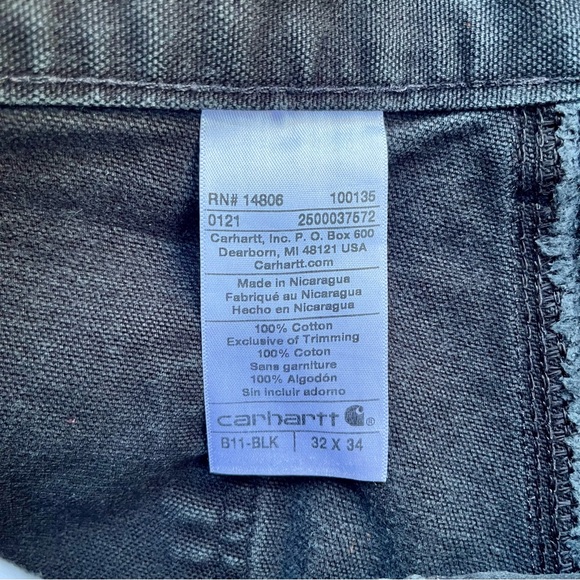 RN# 14806 100135
0121 2500037572
Carhartt, Inc. P. O. Box 600
Dearborn, MI 48121 USA
Carhartt.com
Made in Nicaragua
Fabriqué au Nicaragua
Hecho en Nicaragua
100% Cotton
Exclusive of Trimming
100% Coton
Sans garniture
100% Algodón
Sin incluir adorno
carhartt ®
B11-BLK | 32 X 34